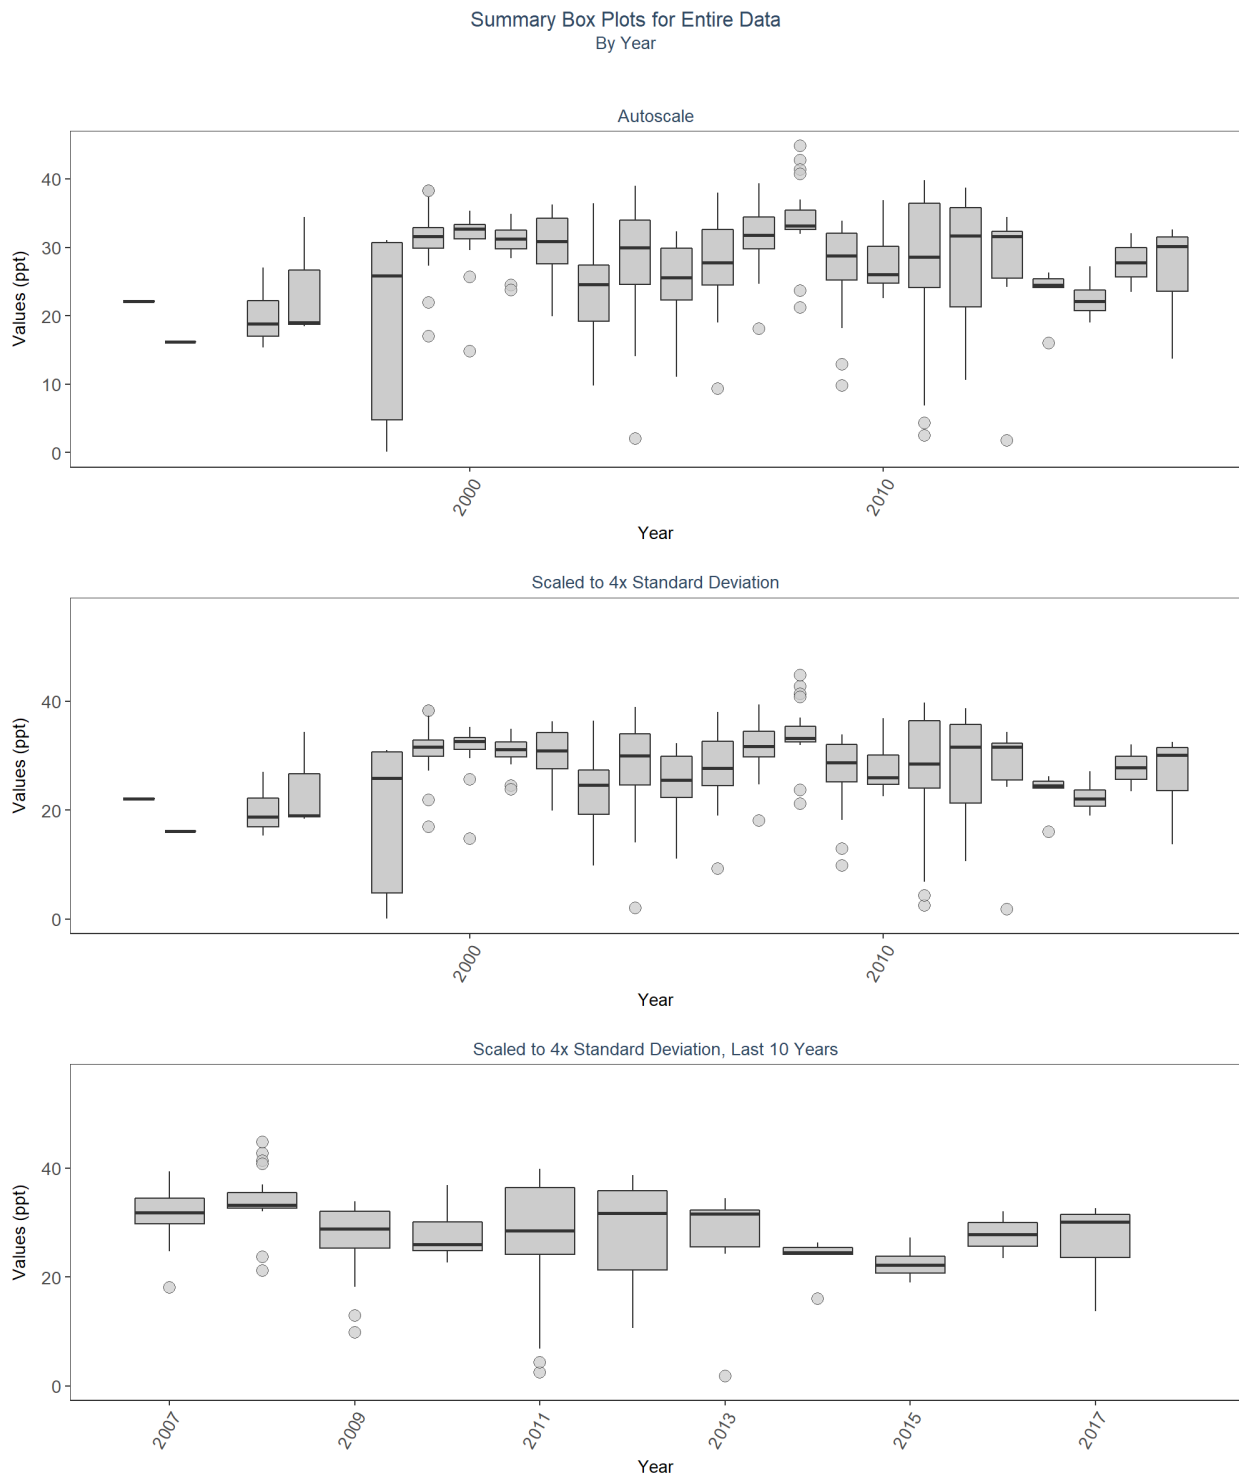 Summary Box Plots for Entire Data
By Year
Autoscale
Values (ppt)
40
30
20
10
0
2000
2010
Year
Scaled to 4x Standard Deviation
Values (ppt)
40
20
0
2000
2010
Year
Scaled to 4x Standard Deviation, Last 10 Years
Values (ppt)
40
20
0
2007
2009
2011
2013
2015
2017
Year